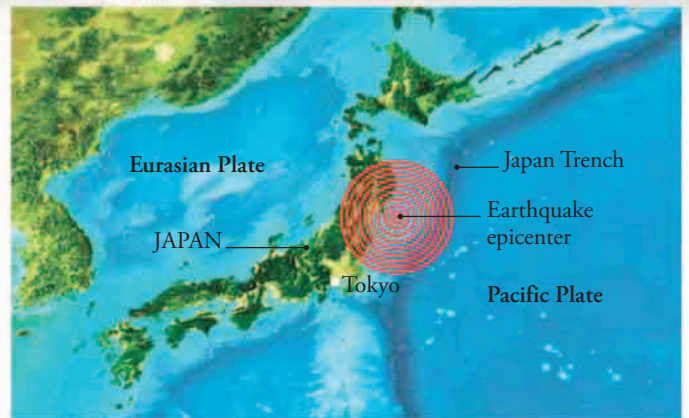 Eurasian Plate
Japan Trench
Earthquake
epicenter
JAPAN
Tokyo
Pacific Plate